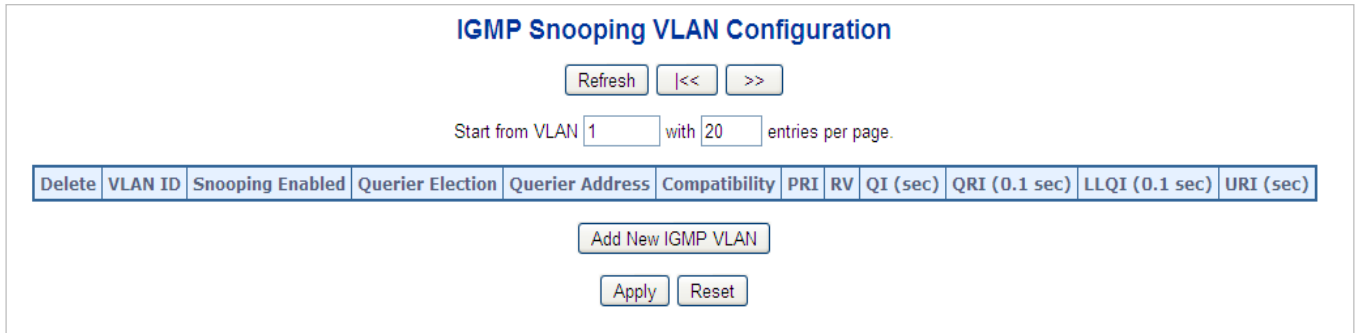 IGMP Snooping VLAN Configuration
Refresh |<< >>
Start from VLAN 1 with 20 entries per page.
Delete VLAN ID Snooping Enabled Querier Election Querier Address Compatibility PRI RV QI (sec) QRI (0.1 sec) LLQI (0.1 sec) URI (sec)
Add New IGMP VLAN
Apply Reset